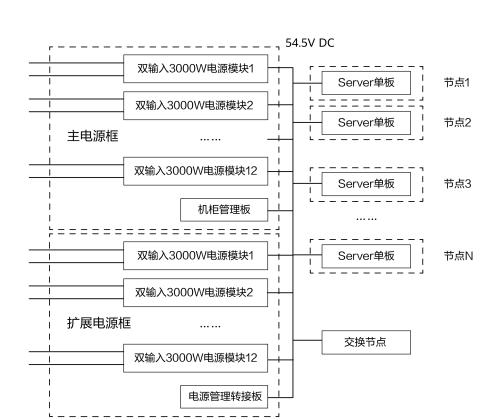 54.5V DC
双输入3000W电源模块1
Server单板
节点1
双输入3000W电源模块2
Server单板
节点2
主电源框
……
双输入3000W电源模块12
Server单板
节点3
机柜管理板
……
双输入3000W电源模块1
Server单板
节点N
双输入3000W电源模块2
扩展电源框
……
交换节点
双输入3000W电源模块12
电源管理转接板